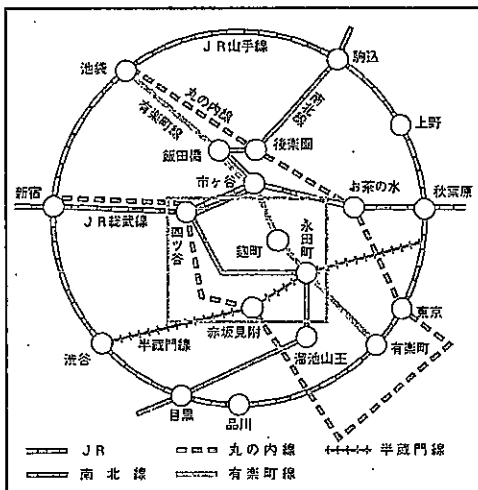 JR山手線
駒込
池袋
丸の内線
南北線
有楽町線
上野
後楽園
飯田橋
市ヶ谷
お茶の水
秋葉原
新宿
JR総武線
四ツ谷
麹町
永田町
東京
赤坂見附
半蔵門線
有楽町
渋谷
溜池山王
目黒
品川
JR
丸の内線
半蔵門線
南北線
有楽町線